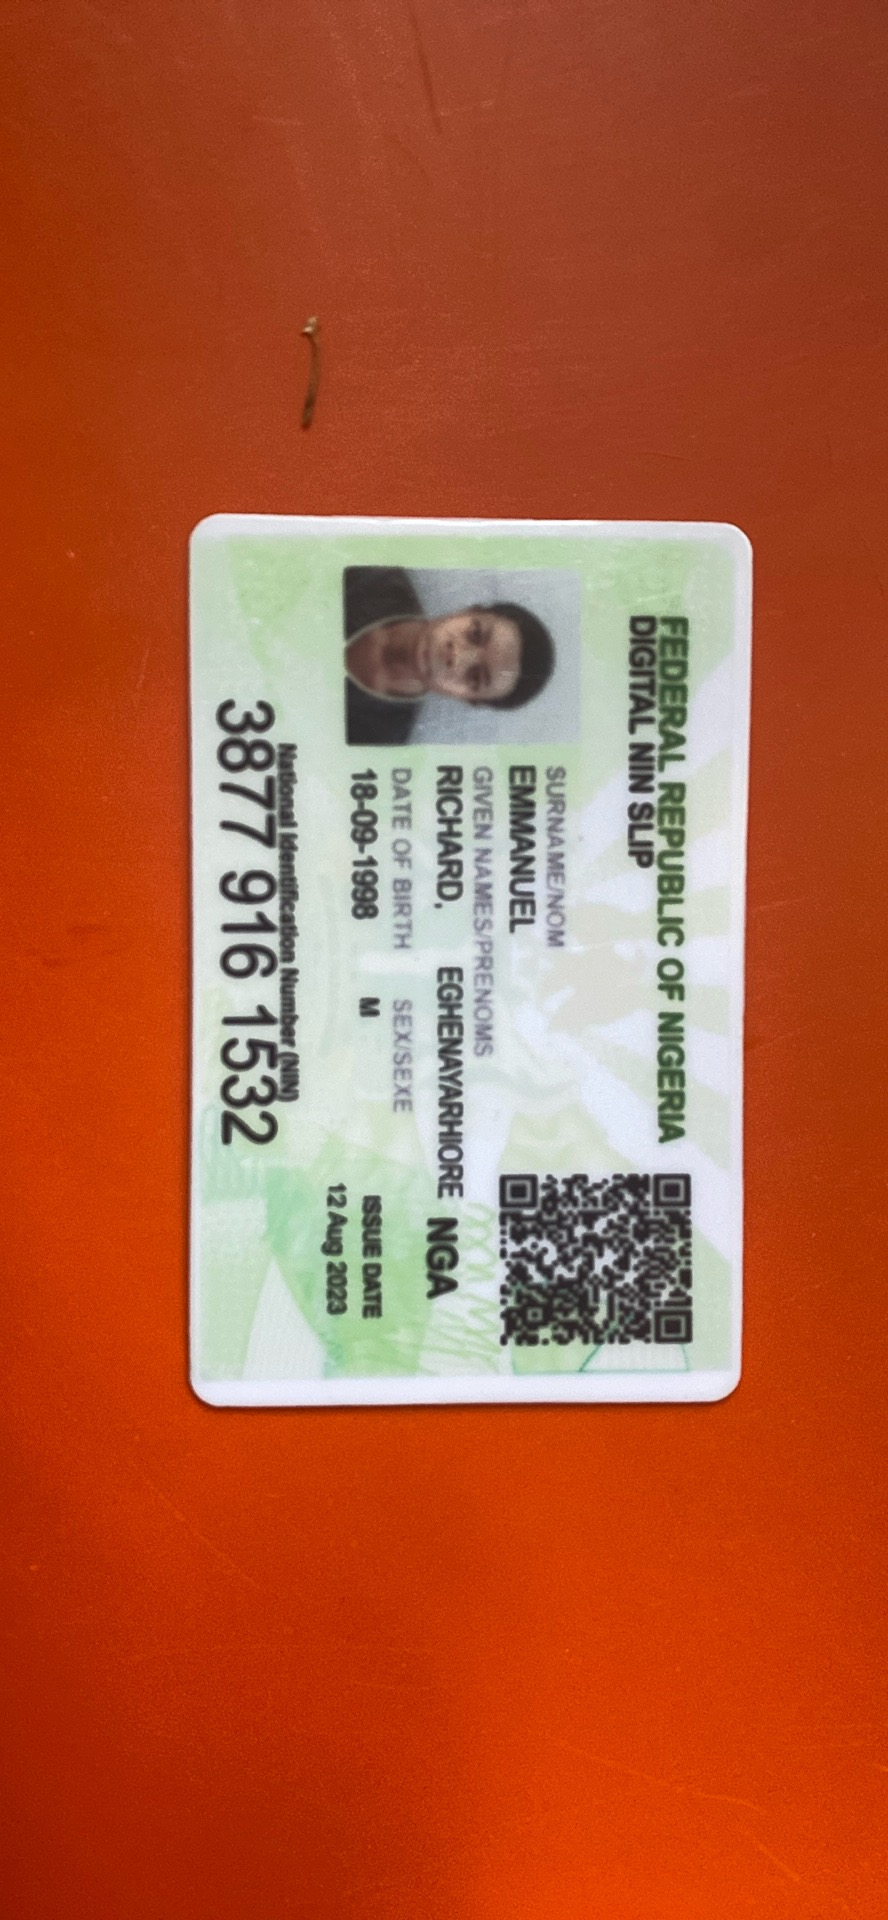 FEDERAL REPUBLIC OF NIGERIA
DIGITAL NIN SLIP
SURNAME/NOM
EMMANUEL
GIVEN NAMES/PRENOMS
RICHARD, EGHENAYARHIORE
NGA
DATE OF BIRTH SEX/SEXE
18-09-1998 M
ISSUE DATE
12 Aug 2023
National Identification Number (NIN)
3877 916 1532